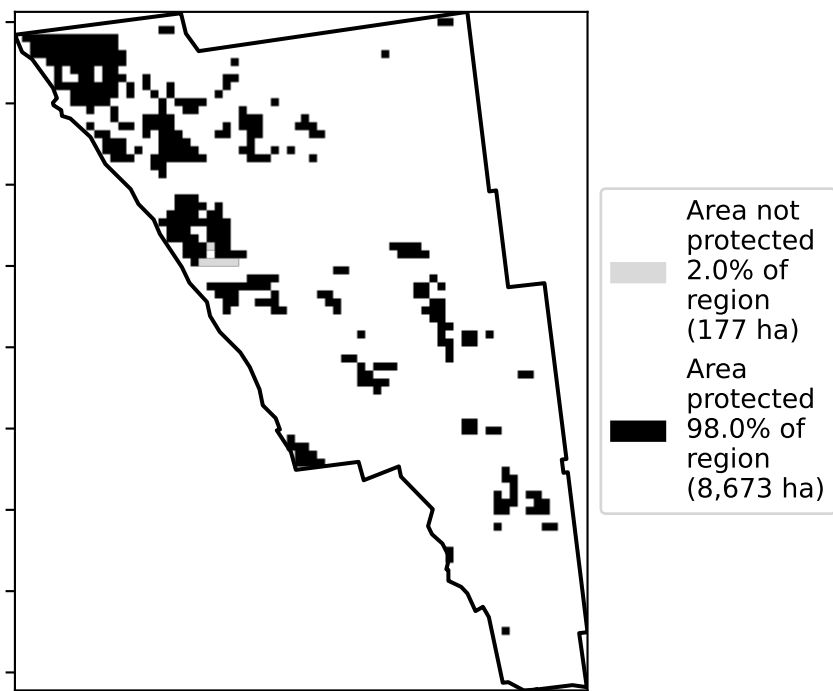 Area not
protected
2.0% of
region
(177 ha)
Area
protected
98.0% of
region
(8,673 ha)